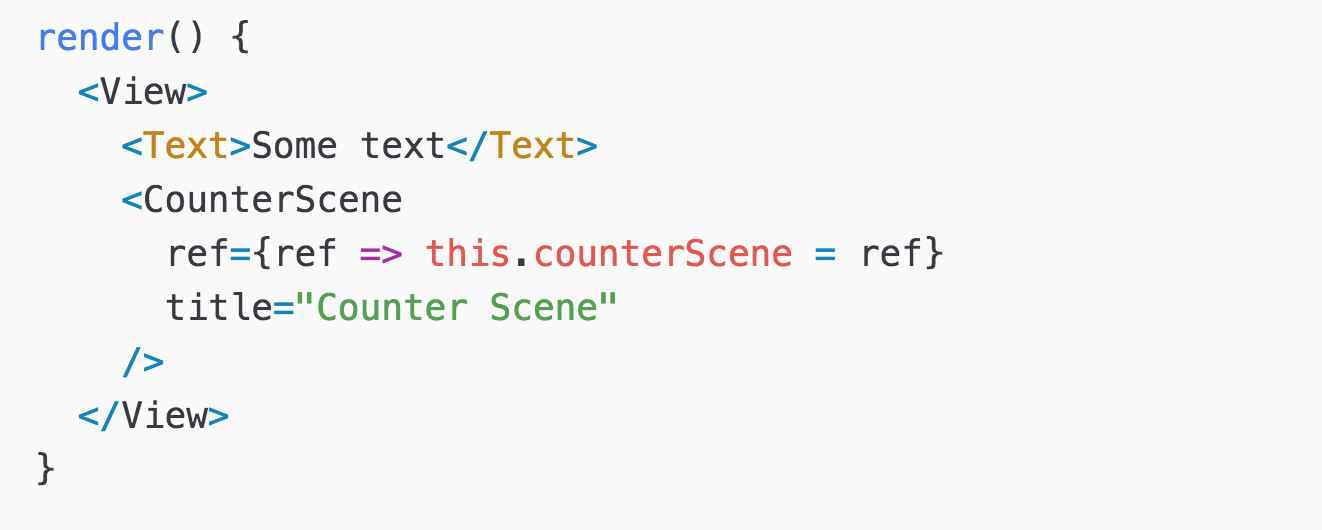 render() {
  <View>
    <Text>Some text</Text>
    <CounterScene
      ref={ref => this.counterScene = ref}
      title="Counter Scene"
    />
  </View>
}